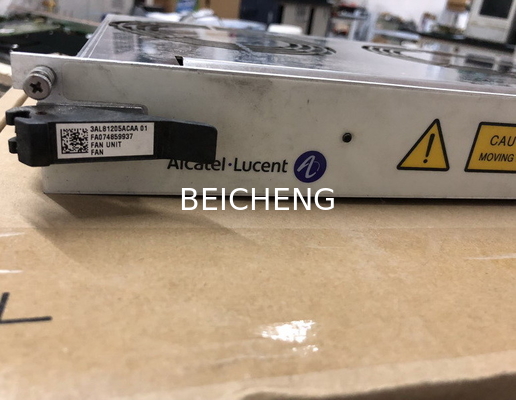 3AL81205ACAA 01
FA074859937
FAN UNIT
FAN
Alcatel·Lucent
CAU
MOVING
BEICHENG